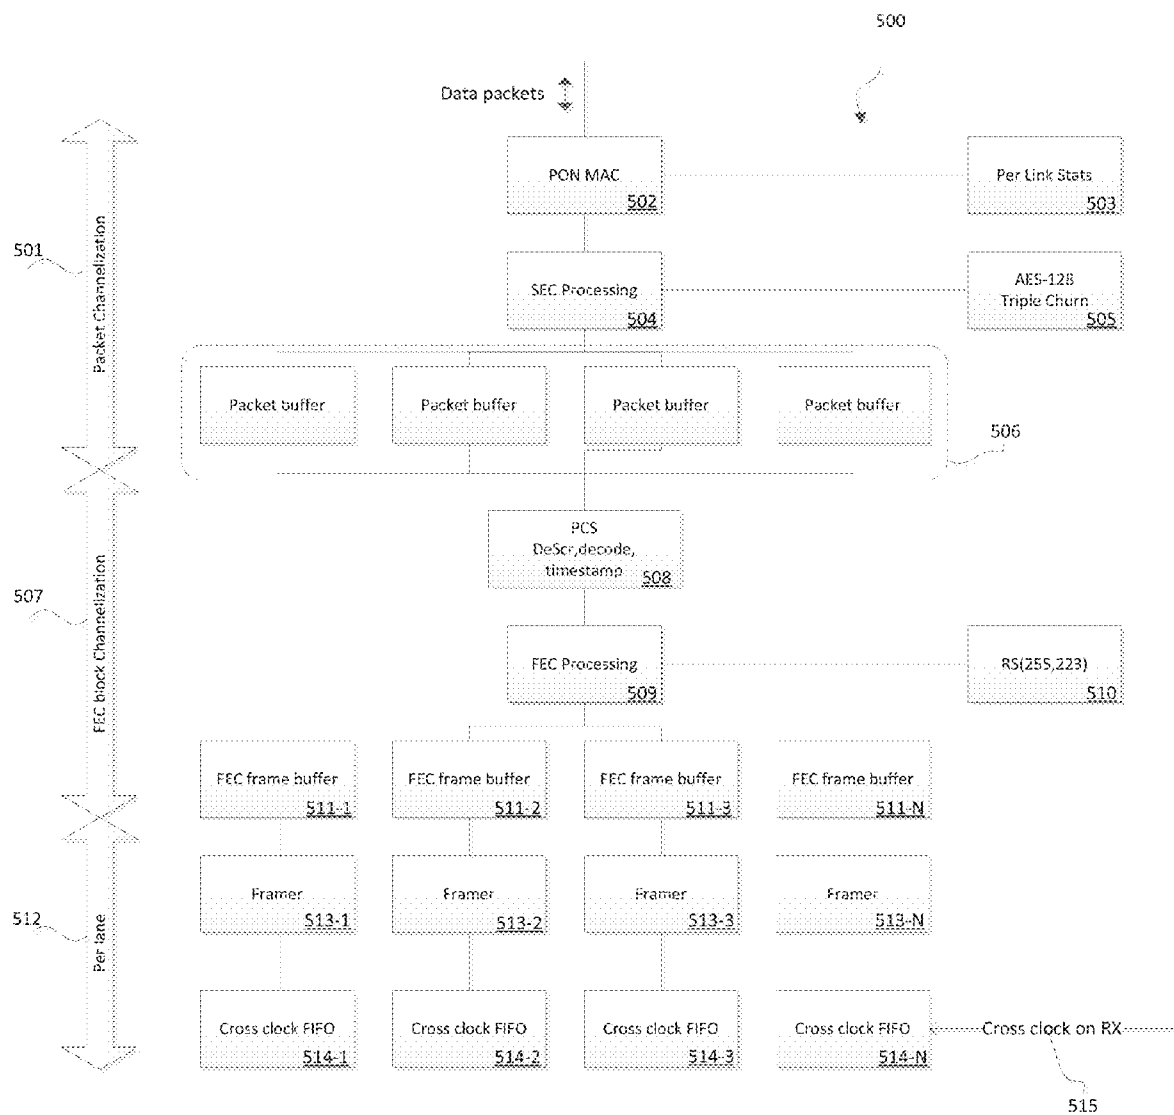 500
Data packets
PON MAC
502
Per Link Stats
503
501
Packet Channelization
SEC Processing
504
AES-128
Triple Churn
505
Packet buffer
Packet buffer
Packet buffer
Packet buffer
506
PCS
DeScr,decode,
timestamp
508
507
FEC block Channelization
FEC Processing
509
RS(255,223)
510
FEC frame buffer
511-1
FEC frame buffer
511-2
FEC frame buffer
511-3
FEC frame buffer
511-N
512
Per lane
Framer
513-1
Framer
513-2
Framer
513-3
Framer
513-N
Cross clock FIFO
514-1
Cross clock FIFO
514-2
Cross clock FIFO
514-3
Cross clock FIFO
514-N
Cross clock on RX
515